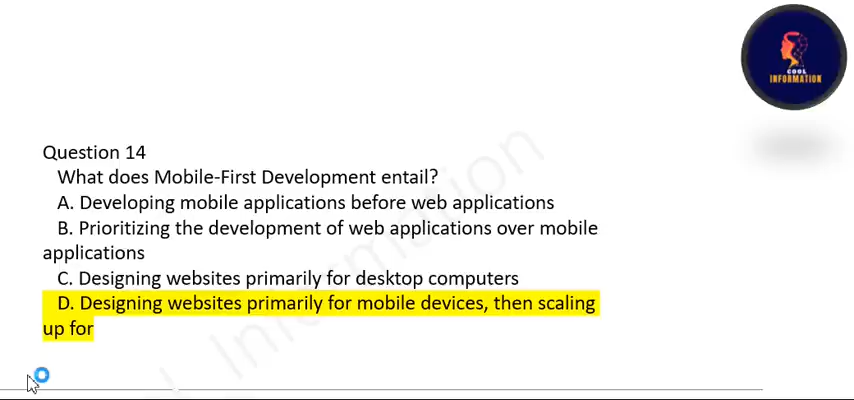 COOL
INFORMATION
Question 14
What does Mobile-First Development entail?
A. Developing mobile applications before web applications
B. Prioritizing the development of web applications over mobile
applications
C. Designing websites primarily for desktop computers
D. Designing websites primarily for mobile devices, then scaling
up for
Information